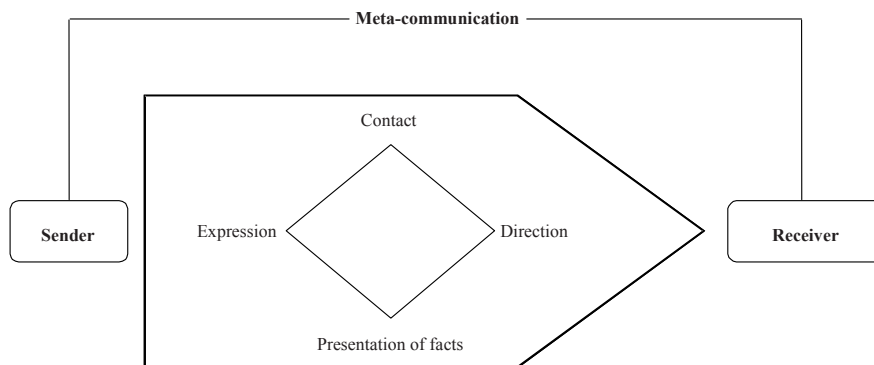 Meta-communication
Contact
Sender
Expression
Direction
Receiver
Presentation of facts